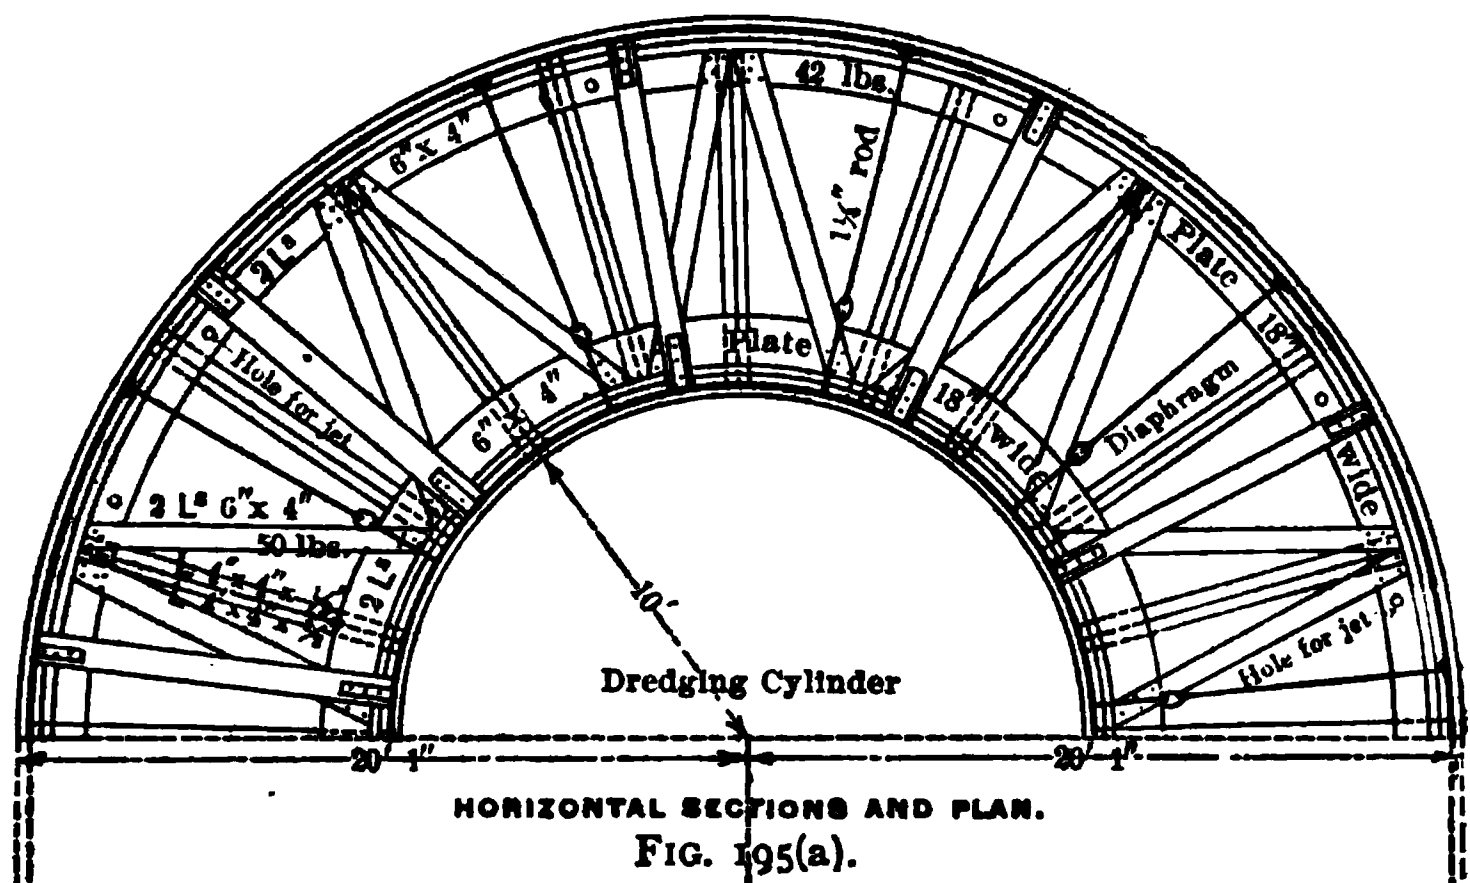 42 lbs.
6" x 4"
1¼" rod
2 Ls
Plate
18"
wide
Plate
Hole for jet
6" x 4"
18"
wide
Diaphragm
2 Ls 6" x 4"
50 lbs.
2 Ls
10'
Hole for jet
Dredging Cylinder
20' 1"
20' 1"
HORIZONTAL SECTIONS AND PLAN.
FIG. 195(a).